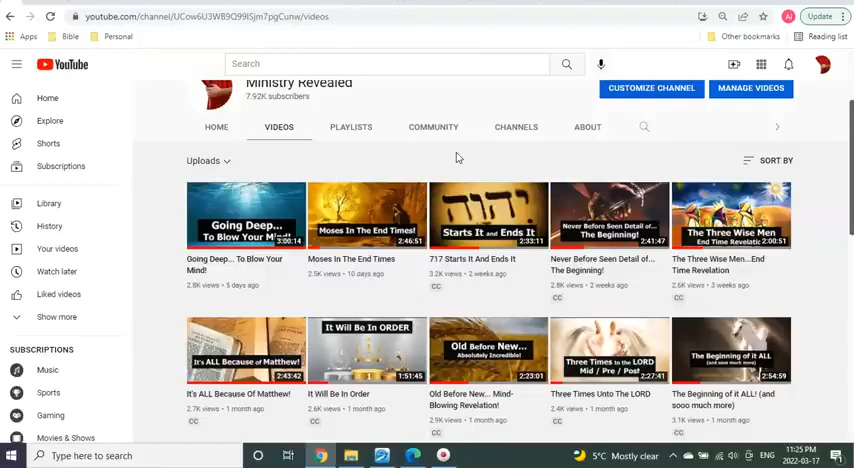 youtube.com/channel/UCow6U3WB9Q99ISjm7pgCunw/videos
Update
Apps Bible Personal Other bookmarks Reading list
YouTube Search
Ministry Revealed
7.92K subscribers
CUSTOMIZE CHANNEL MANAGE VIDEOS
Home
Explore
Shorts
Subscriptions
Library
History
Your videos
Watch later
Liked videos
Show more
SUBSCRIPTIONS
Music
Sports
Gaming
Movies & Shows
HOME VIDEOS PLAYLISTS COMMUNITY CHANNELS ABOUT
Uploads SORT BY
Going Deep...
To Blow Your Mind!
3:00:14
Going Deep... To Blow Your
Mind!
2.8K views • 5 days ago
Moses In The End Times!
2:46:51
Moses In The End Times
2.5K views • 10 days ago
יהוה
Starts It and Ends It
2:33:11
717 Starts It And Ends It
3.2K views • 2 weeks ago
CC
Never Before Seen Detail of...
The Beginning!
2:41:47
Never Before Seen Detail of...
The Beginning!
2.8K views • 2 weeks ago
CC
The Three Wise Men
End Time Revelation
2:00:51
The Three Wise Men...End
Time Revelation
2.6K views • 3 weeks ago
CC
It's ALL Because of Matthew!
2:43:42
It's ALL Because Of Matthew!
2.7K views • 1 month ago
CC
It Will Be In ORDER
1:51:45
It Will Be In Order
2.6K views • 1 month ago
CC
Old Before New...
Absolutely Incredible!
2:23:01
Old Before New... Mind-
Blowing Revelation!
2.9K views • 1 month ago
Three Times to the LORD
Mid / Pre / Post
2:27:41
Three Times Unto The LORD
2.4K views • 1 month ago
CC
The Beginning of it ALL
(and sooo much more)
2:54:59
The Beginning of it ALL! (and
sooo much more)
3.1K views • 1 month ago
Type here to search
5°C Mostly clear
ENG
11:25 PM
2022-03-17